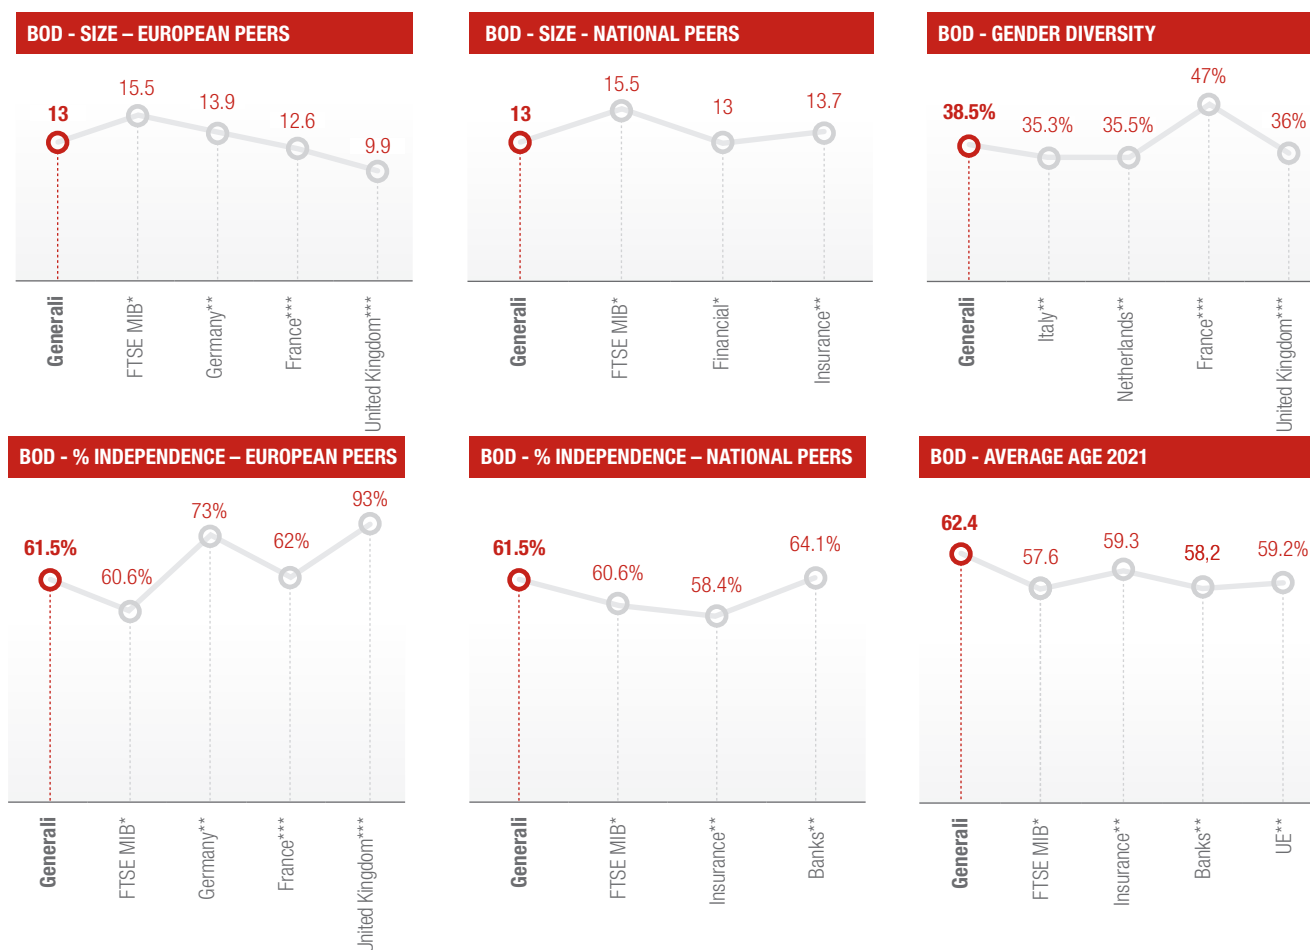 BOD - SIZE – EUROPEAN PEERS
13
15.5
13.9
12.6
9.9
Generali
FTSE MIB*
Germany**
France***
United Kingdom***
BOD - SIZE - NATIONAL PEERS
13
15.5
13
13.7
Generali
FTSE MIB*
Financial*
Insurance**
BOD - GENDER DIVERSITY
38.5%
35.3%
35.5%
47%
36%
Generali
Italy**
Netherlands**
France***
United Kingdom***
BOD - % INDEPENDENCE – EUROPEAN PEERS
61.5%
60.6%
73%
62%
93%
Generali
FTSE MIB*
Germany**
France***
United Kingdom***
BOD - % INDEPENDENCE – NATIONAL PEERS
61.5%
60.6%
58.4%
64.1%
Generali
FTSE MIB*
Insurance**
Banks**
BOD - AVERAGE AGE 2021
62.4
57.6
59.3
58,2
59.2%
Generali
FTSE MIB*
Insurance**
Banks**
UE**